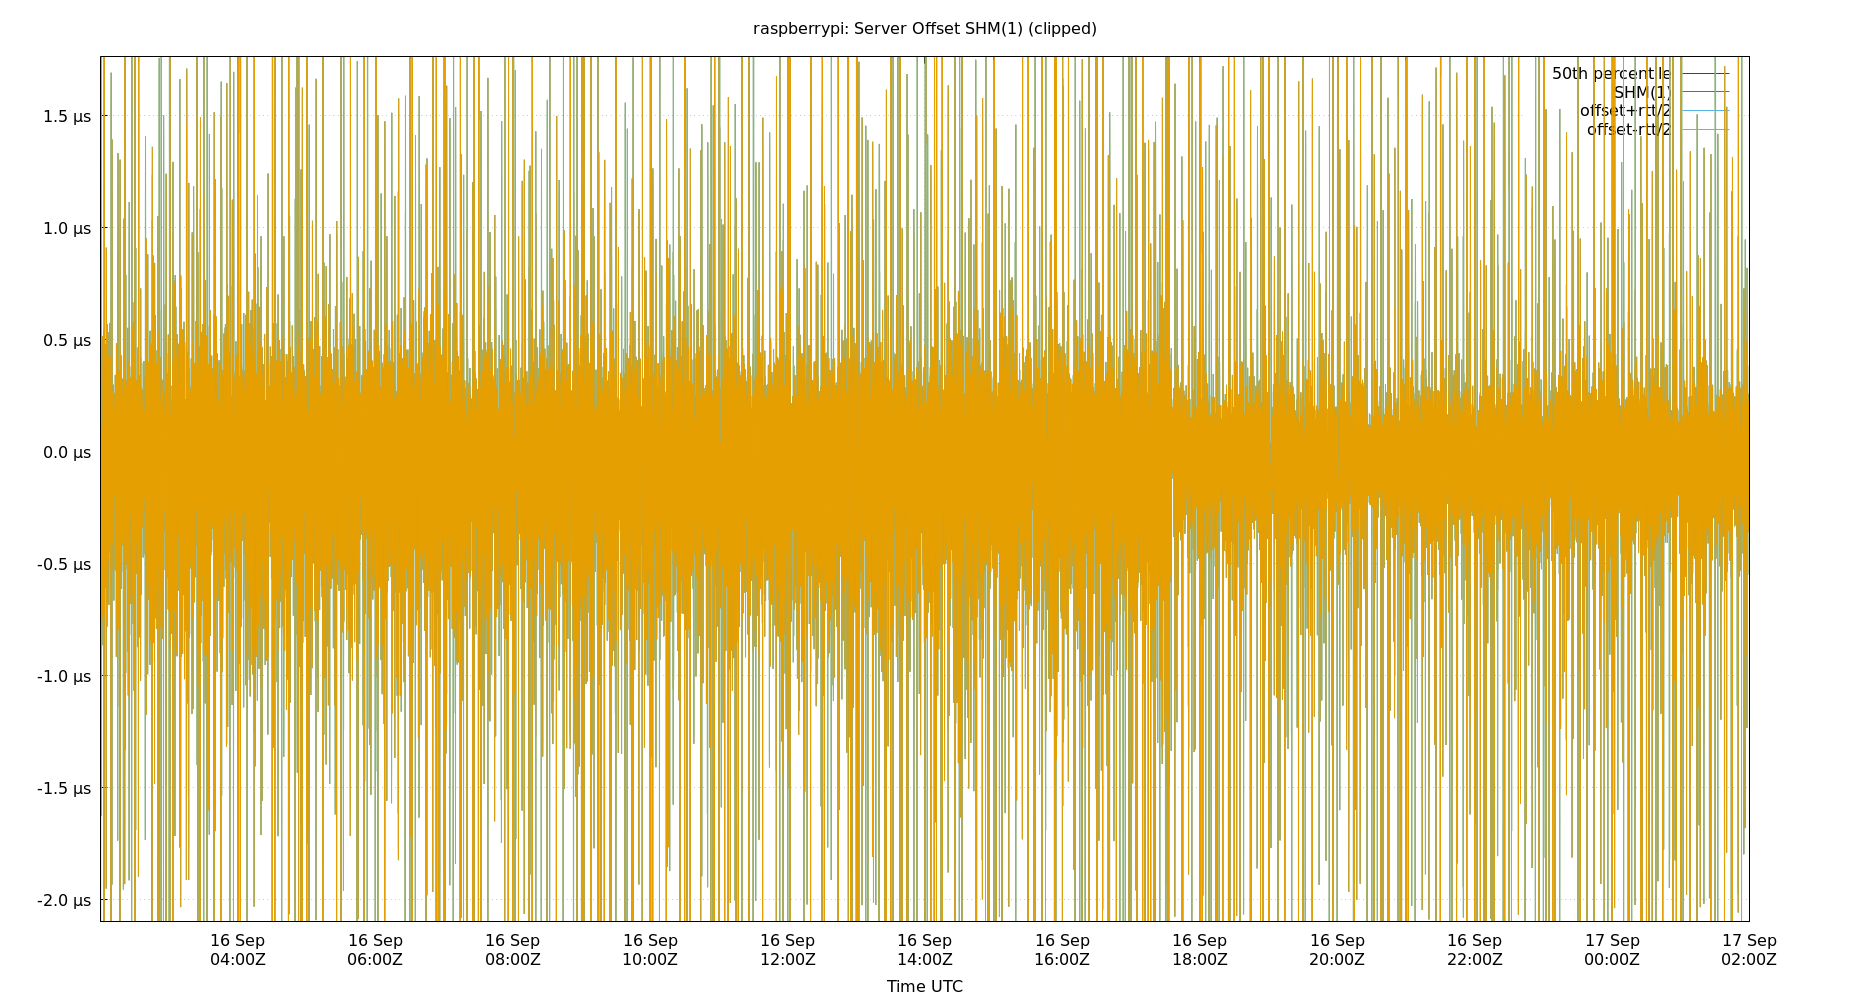 raspberrypi: Server Offset SHM(1) (clipped)
50th percentile
SHM(1)
offset+rtt/2
offset-rtt/2
1.5 µs
1.0 µs
0.5 µs
0.0 µs
-0.5 µs
-1.0 µs
-1.5 µs
-2.0 µs
16 Sep 16 Sep 16 Sep 16 Sep 16 Sep 16 Sep 16 Sep 16 Sep 16 Sep 16 Sep 17 Sep 17 Sep
04:00Z 06:00Z 08:00Z 10:00Z 12:00Z 14:00Z 16:00Z 18:00Z 20:00Z 22:00Z 00:00Z 02:00Z
Time UTC